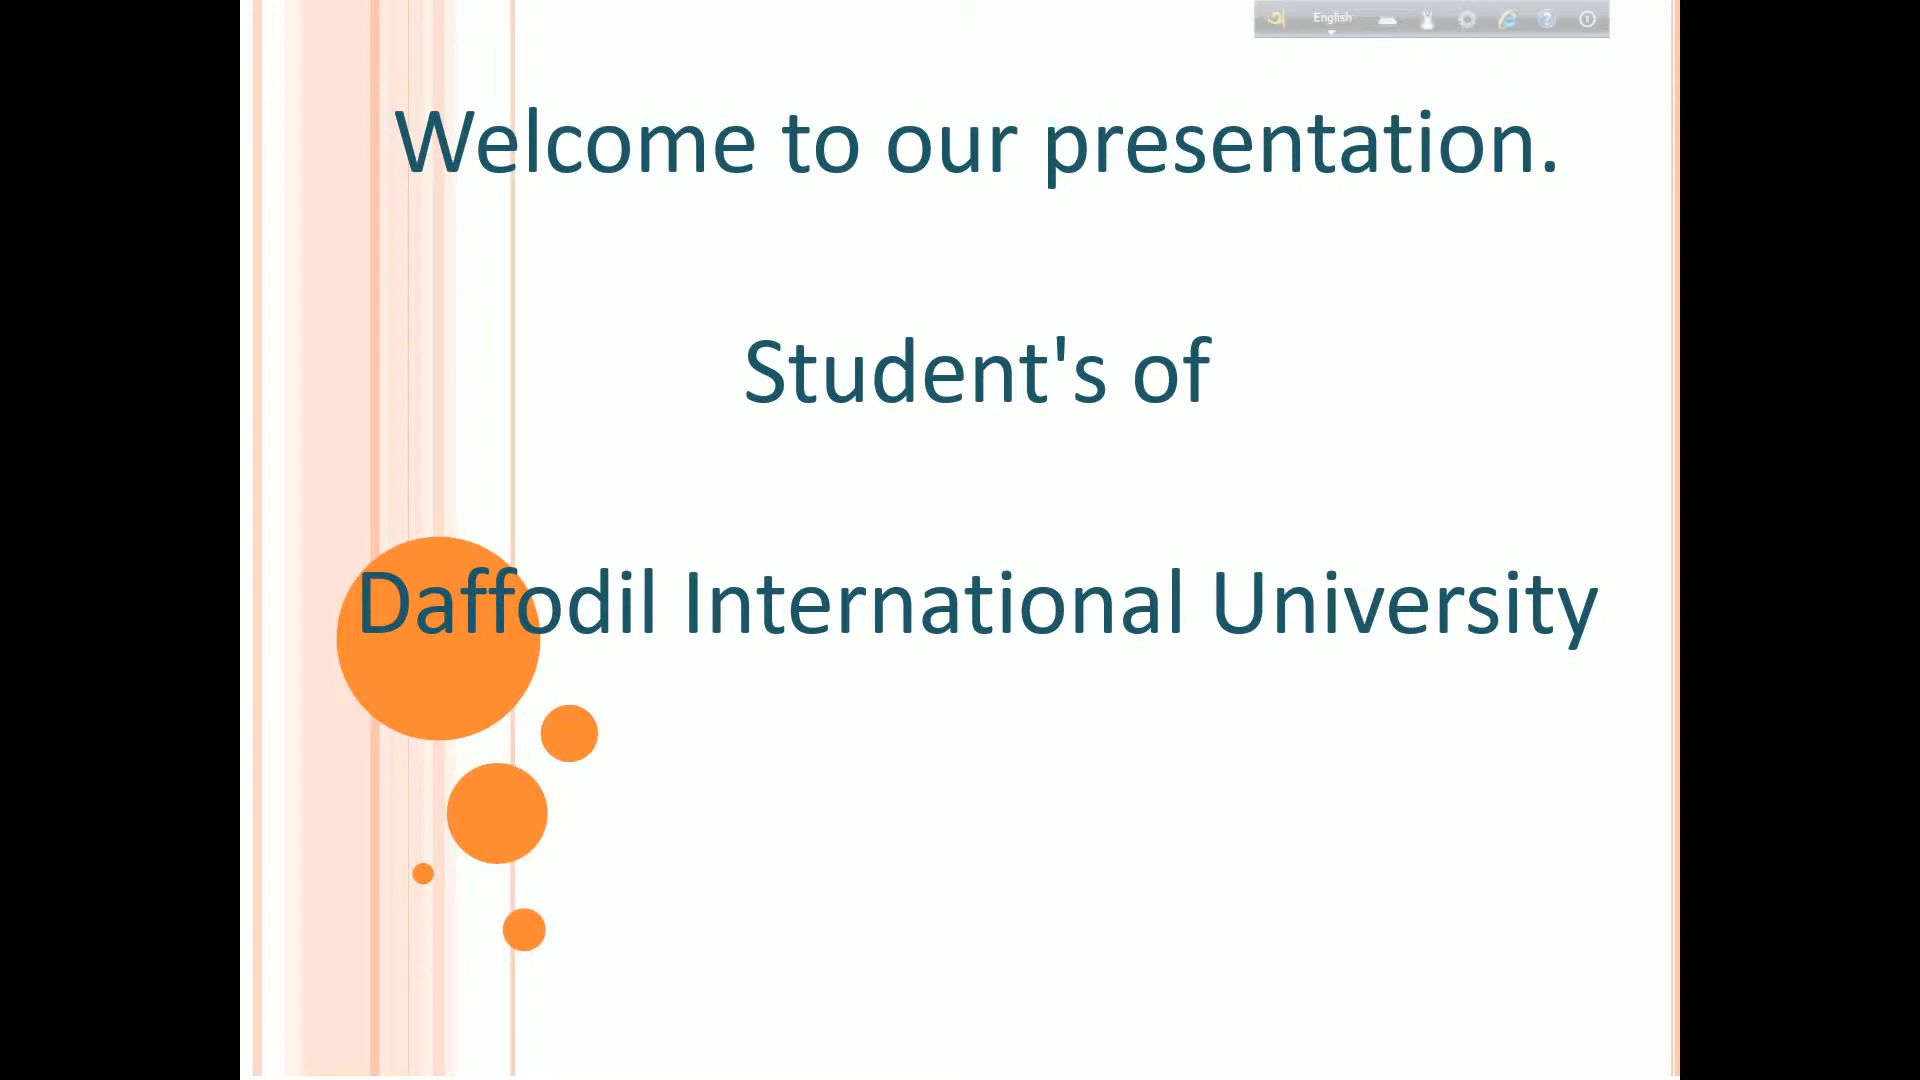 অ English
Welcome to our presentation.
Student's of
Daffodil International University